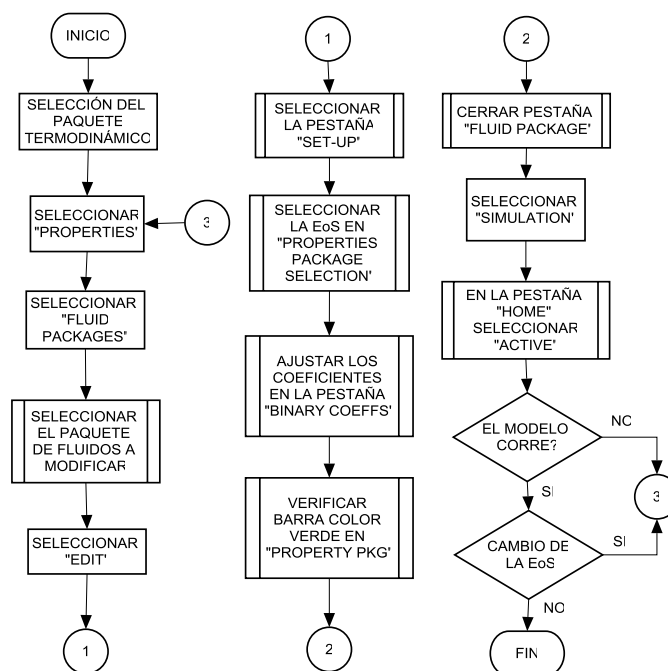 INICIO
SELECCIÓN DEL
PAQUETE
TERMODINÁMICO
SELECCIONAR
"PROPERTIES'
3
SELECCIONAR
"FLUID
PACKAGES"
SELECCIONAR
EL PAQUETE
DE FLUIDOS A
MODIFICAR
SELECCIONAR
"EDIT'
1
1
SELECCIONAR
LA PESTAÑA
"SET-UP'
SELECCIONAR
LA EoS EN
"PROPERTIES
PACKAGE
SELECTION'
AJUSTAR LOS
COEFICIENTES
EN LA PESTAÑA
"BINARY COEFFS'
VERIFICAR
BARRA COLOR
VERDE EN
"PROPERTY PKG'
2
2
CERRAR PESTAÑA
"FLUID PACKAGE'
SELECCIONAR
"SIMULATION'
EN LA PESTAÑA
"HOME"
SELECCIONAR
"ACTIVE'
EL MODELO
CORRE?
NO
3
SI
CAMBIO DE
LA EoS
SI
NO
FIN